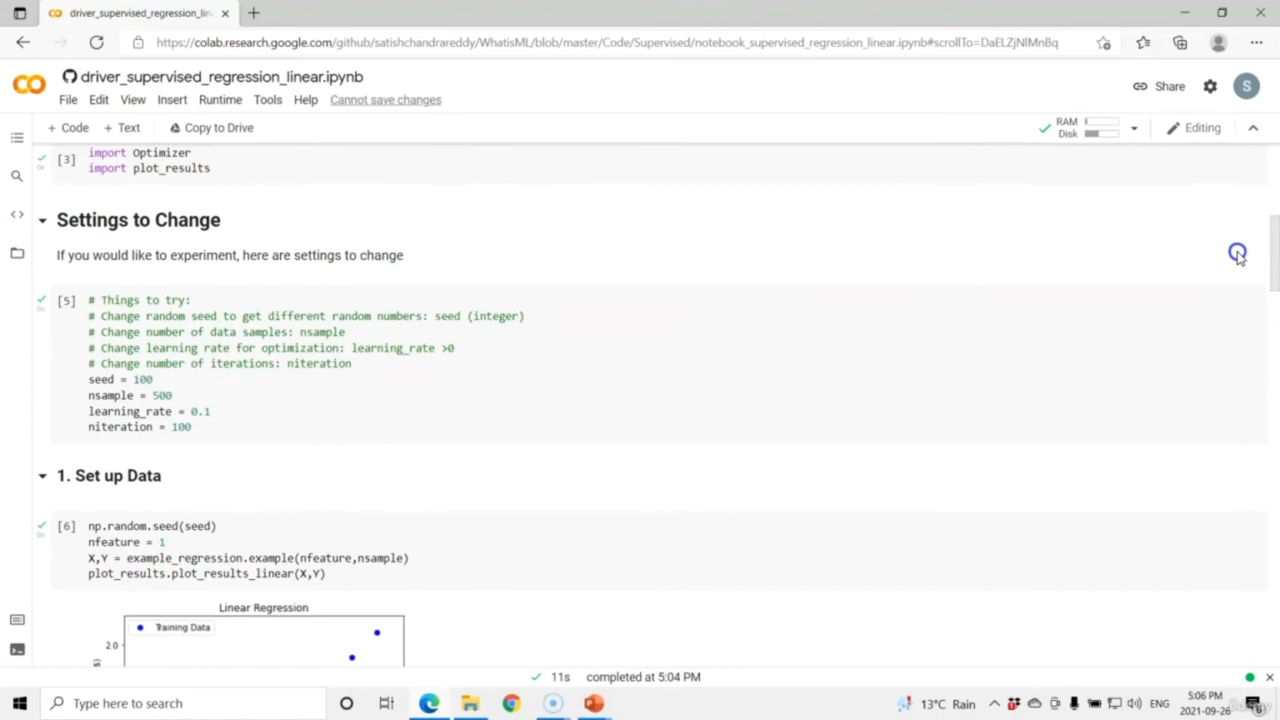 driver_supervised_regression_lin
https://colab.research.google.com/github/satishchandrareddy/WhatisML/blob/master/Code/Supervised/notebook_supervised_regression_linear.ipynb#scrollTo=DaELZjNlMnBq
driver_supervised_regression_linear.ipynb
Share
S
File Edit View Insert Runtime Tools Help Cannot save changes
+ Code + Text Copy to Drive
RAM
Disk
Editing
[3] import Optimizer
import plot_results
Settings to Change
If you would like to experiment, here are settings to change
[5] # Things to try:
# Change random seed to get different random numbers: seed (integer)
# Change number of data samples: nsample
# Change learning rate for optimization: learning_rate >0
# Change number of iterations: niteration
seed = 100
nsample = 500
learning_rate = 0.1
niteration = 100
1. Set up Data
[6] np.random.seed(seed)
nfeature = 1
X,Y = example_regression.example(nfeature,nsample)
plot_results.plot_results_linear(X,Y)
Linear Regression
Training Data
2.0
11s completed at 5:04 PM
Type here to search
13°C Rain
ENG
5:06 PM
2021-09-26